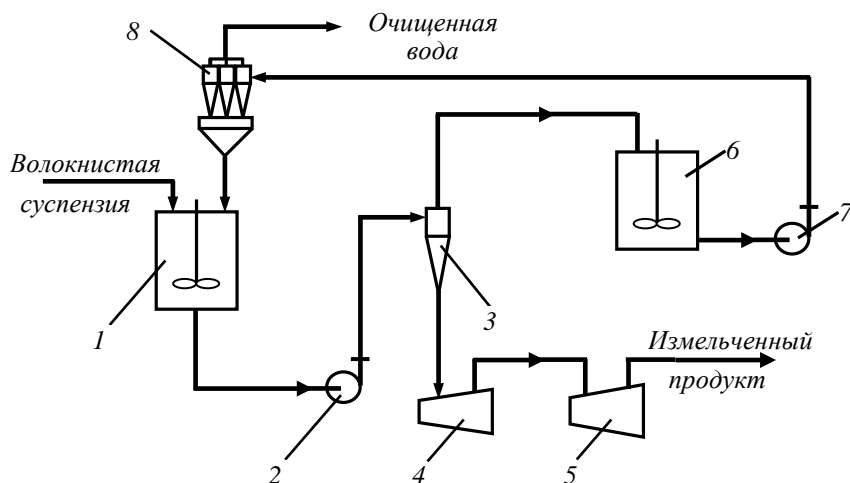 8
Очищенная
вода
Волокнистая
суспензия
6
7
1
3
Измельченный
продукт
2
4
5